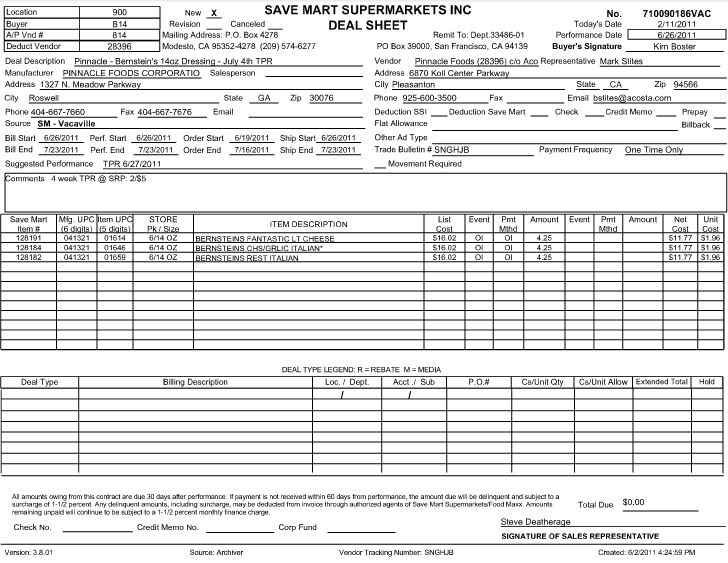 SAVE MART SUPERMARKETS INC
DEAL SHEET
Location 900
Buyer B14
A/P Vnd # 814
Deduct Vendor 28396
New X
Revision Canceled
Mailing Address: P.O. Box 4278
Modesto, CA 95352-4278 (209) 574-6277
Remit To: Dept.33486-01
PO Box 39000, San Francisco, CA 94139
No. 710090186VAC
Today's Date 2/11/2011
Performance Date 6/26/2011
Buyer's Signature Kim Boster
Deal Description Pinnacle - Bernstein's 14oz Dressing - July 4th TPR
Manufacturer PINNACLE FOODS CORPORATIO Salesperson
Address 1327 N. Meadow Parkway
City Roswell State GA Zip 30076
Phone 404-667-7660 Fax 404-667-7676 Email
Source SM - Vacaville
Bill Start 6/26/2011 Perf. Start 6/26/2011 Order Start 6/19/2011 Ship Start 6/26/2011
Bill End 7/23/2011 Perf. End 7/23/2011 Order End 7/16/2011 Ship End 7/23/2011
Suggested Performance TPR 6/27/2011
Vendor Pinnacle Foods (28396) c/o Aco Representative Mark Stites
Address 6870 Koll Center Parkway
City Pleasanton State CA Zip 94566
Phone 925-600-3500 Fax Email bstites@acosta.com
Deduction SSI Deduction Save Mart Check Credit Memo Prepay
Flat Allowance Billback
Other Ad Type
Trade Bulletin # SNGHJB Payment Frequency One Time Only
Movement Required
Comments 4 week TPR @ SRP: 2/$5
Save Mart Item # Mfg. UPC (6 digits) Item UPC (5 digits) STORE Pk / Size ITEM DESCRIPTION List Cost Event Pmt Mthd Amount Event Pmt Mthd Amount Net Cost Unit Cost
128191 041321 01614 6/14 OZ BERNSTEINS FANTASTIC LT CHEESE $16.02 OI OI 4.25 $11.77 $1.96
128184 041321 01646 6/14 OZ BERNSTEINS CHS/GRLIC ITALIAN* $16.02 OI OI 4.25 $11.77 $1.96
128182 041321 01659 6/14 OZ BERNSTEINS REST ITALIAN $16.02 OI OI 4.25 $11.77 $1.96
DEAL TYPE LEGEND: R = REBATE M = MEDIA
Deal Type Billing Description Loc. / Dept. Acct / Sub P.O.# Cs/Unit Qty Cs/Unit Allow Extended Total Hold
/ /
All amounts owing from this contract are due 30 days after performance. If payment is not received within 60 days from performance, the amount due will be delinquent and subject to a
surcharge of 1-1/2 percent. Any delinquent amounts, including surcharge, may be deducted from invoice through authorized agents of Save Mart Supermarkets/Food Maxx. Amounts
remaining unpaid will continue to be subject to a 1-1/2 percent monthly finance charge.
Total Due $0.00
Check No. Credit Memo No. Corp Fund
Steve Deatherage
SIGNATURE OF SALES REPRESENTATIVE
Version: 3.8.01 Source: Archiver Vendor Tracking Number: SNGHJB Created: 6/2/2011 4:24:59 PM